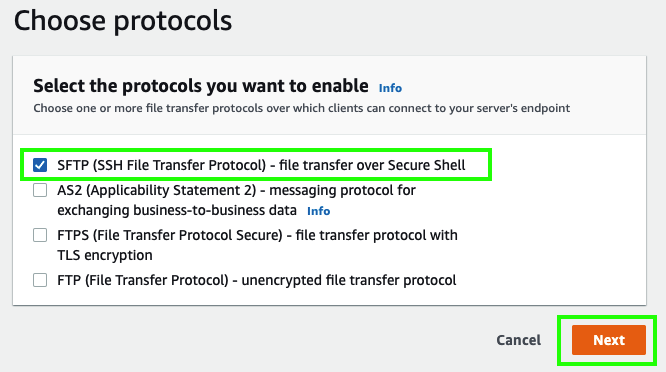 Choose protocols
Select the protocols you want to enable Info
Choose one or more file transfer protocols over which clients can connect to your server's endpoint
SFTP (SSH File Transfer Protocol) - file transfer over Secure Shell
AS2 (Applicability Statement 2) - messaging protocol for
exchanging business-to-business data Info
FTPS (File Transfer Protocol Secure) - file transfer protocol with
TLS encryption
FTP (File Transfer Protocol) - unencrypted file transfer protocol
Cancel Next